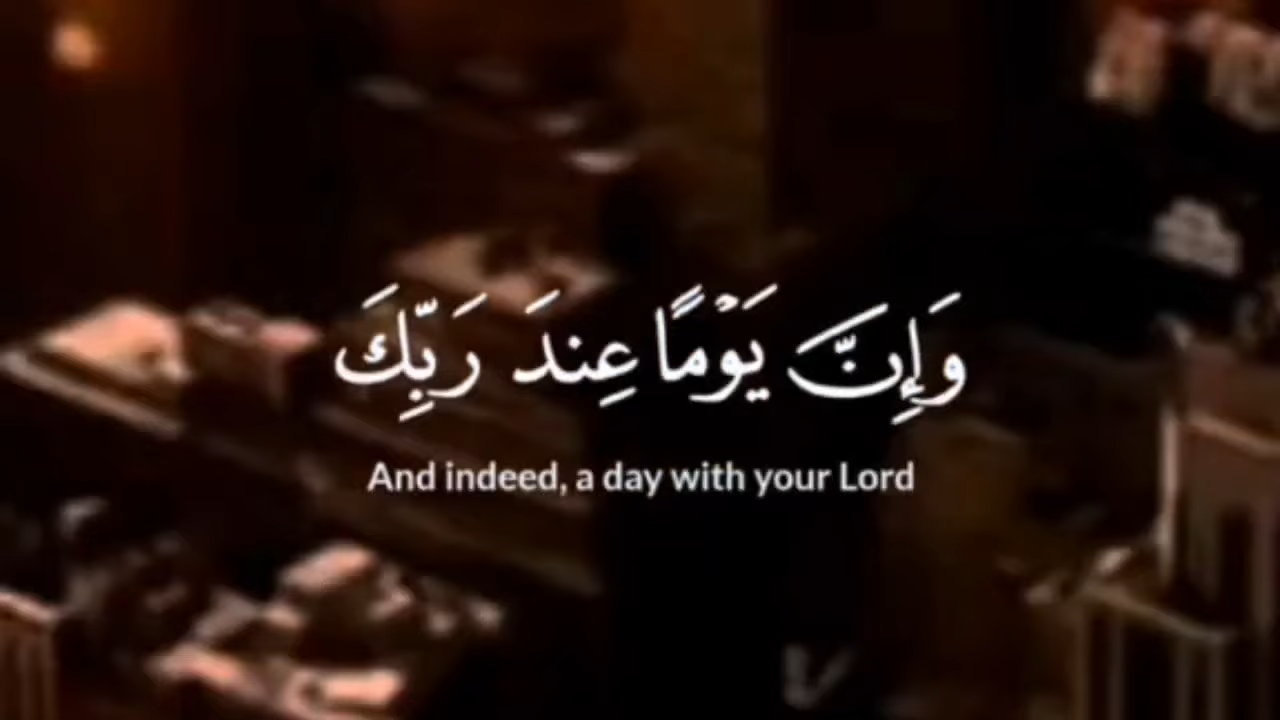 وَإِنَّ يَوْمًا عِندَ رَبِّكَ
And indeed, a day with your Lord